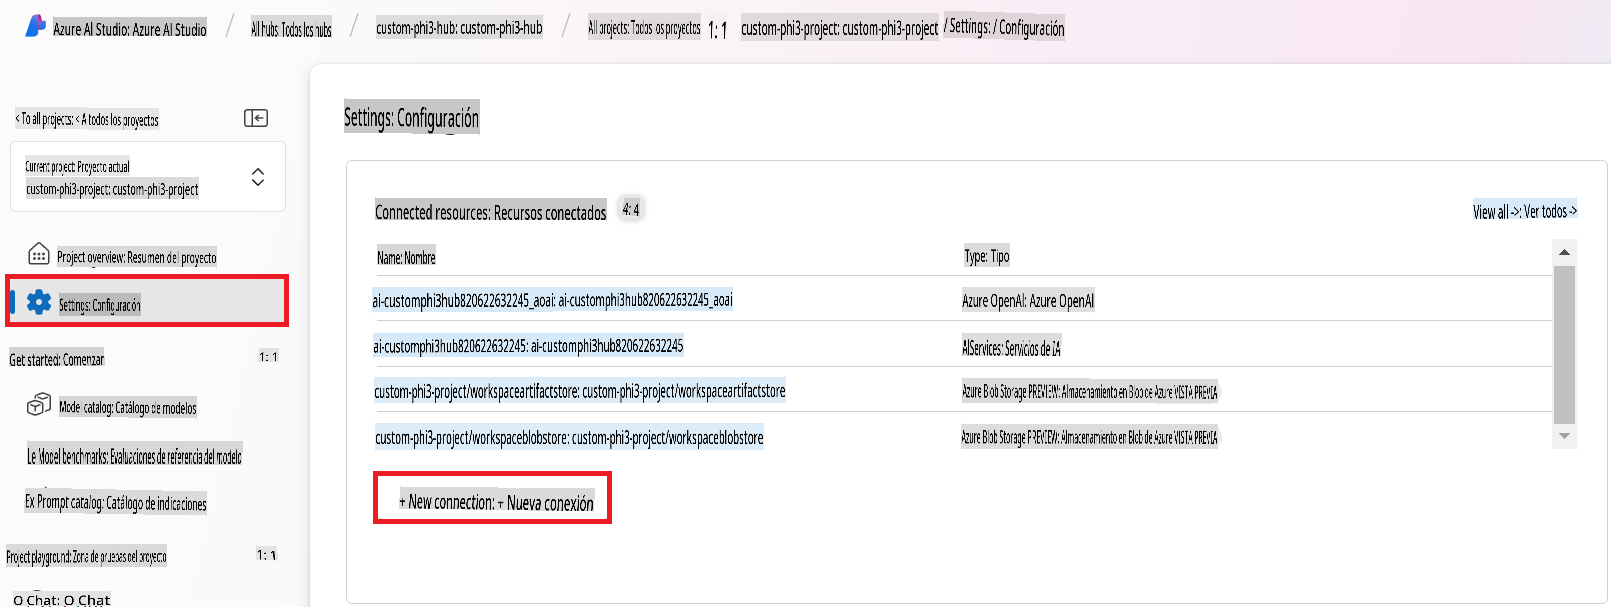 Azure AI Studio: Azure AI Studio / All hubs: Todos los hubs / custom-phi3-hub: custom-phi3-hub / All projects: Todos los proyectos 1: 1 custom-phi3-project: custom-phi3-project / Settings: / Configuración
< To all projects: < A todos los proyectos
Current project: Proyecto actual
custom-phi3-project: custom-phi3-project
Project overview: Resumen del proyecto
Settings: Configuración
Get started: Comenzar 1: 1
Model catalog: Catálogo de modelos
Le Model benchmarks: Evaluaciones de referencia del modelo
Ex Prompt catalog: Catálogo de indicaciones
Project playground: Zona de pruebas del proyecto 1: 1
O Chat: O Chat
Settings: Configuración
Connected resources: Recursos conectados 4: 4
View all ->: Ver todos ->
Name: Nombre Type: Tipo
ai-customphi3hub820622632245_aoai: ai-customphi3hub820622632245_aoai Azure OpenAI: Azure OpenAI
ai-customphi3hub820622632245: ai-customphi3hub820622632245 AIServices: Servicios de IA
custom-phi3-project/workspaceartifactstore: custom-phi3-project/workspaceartifactstore Azure Blob Storage PREVIEW: Almacenamiento en Blob de Azure VISTA PREVIA
custom-phi3-project/workspaceblobstore: custom-phi3-project/workspaceblobstore Azure Blob Storage PREVIEW: Almacenamiento en Blob de Azure VISTA PREVIA
+ New connection: + Nueva conexión